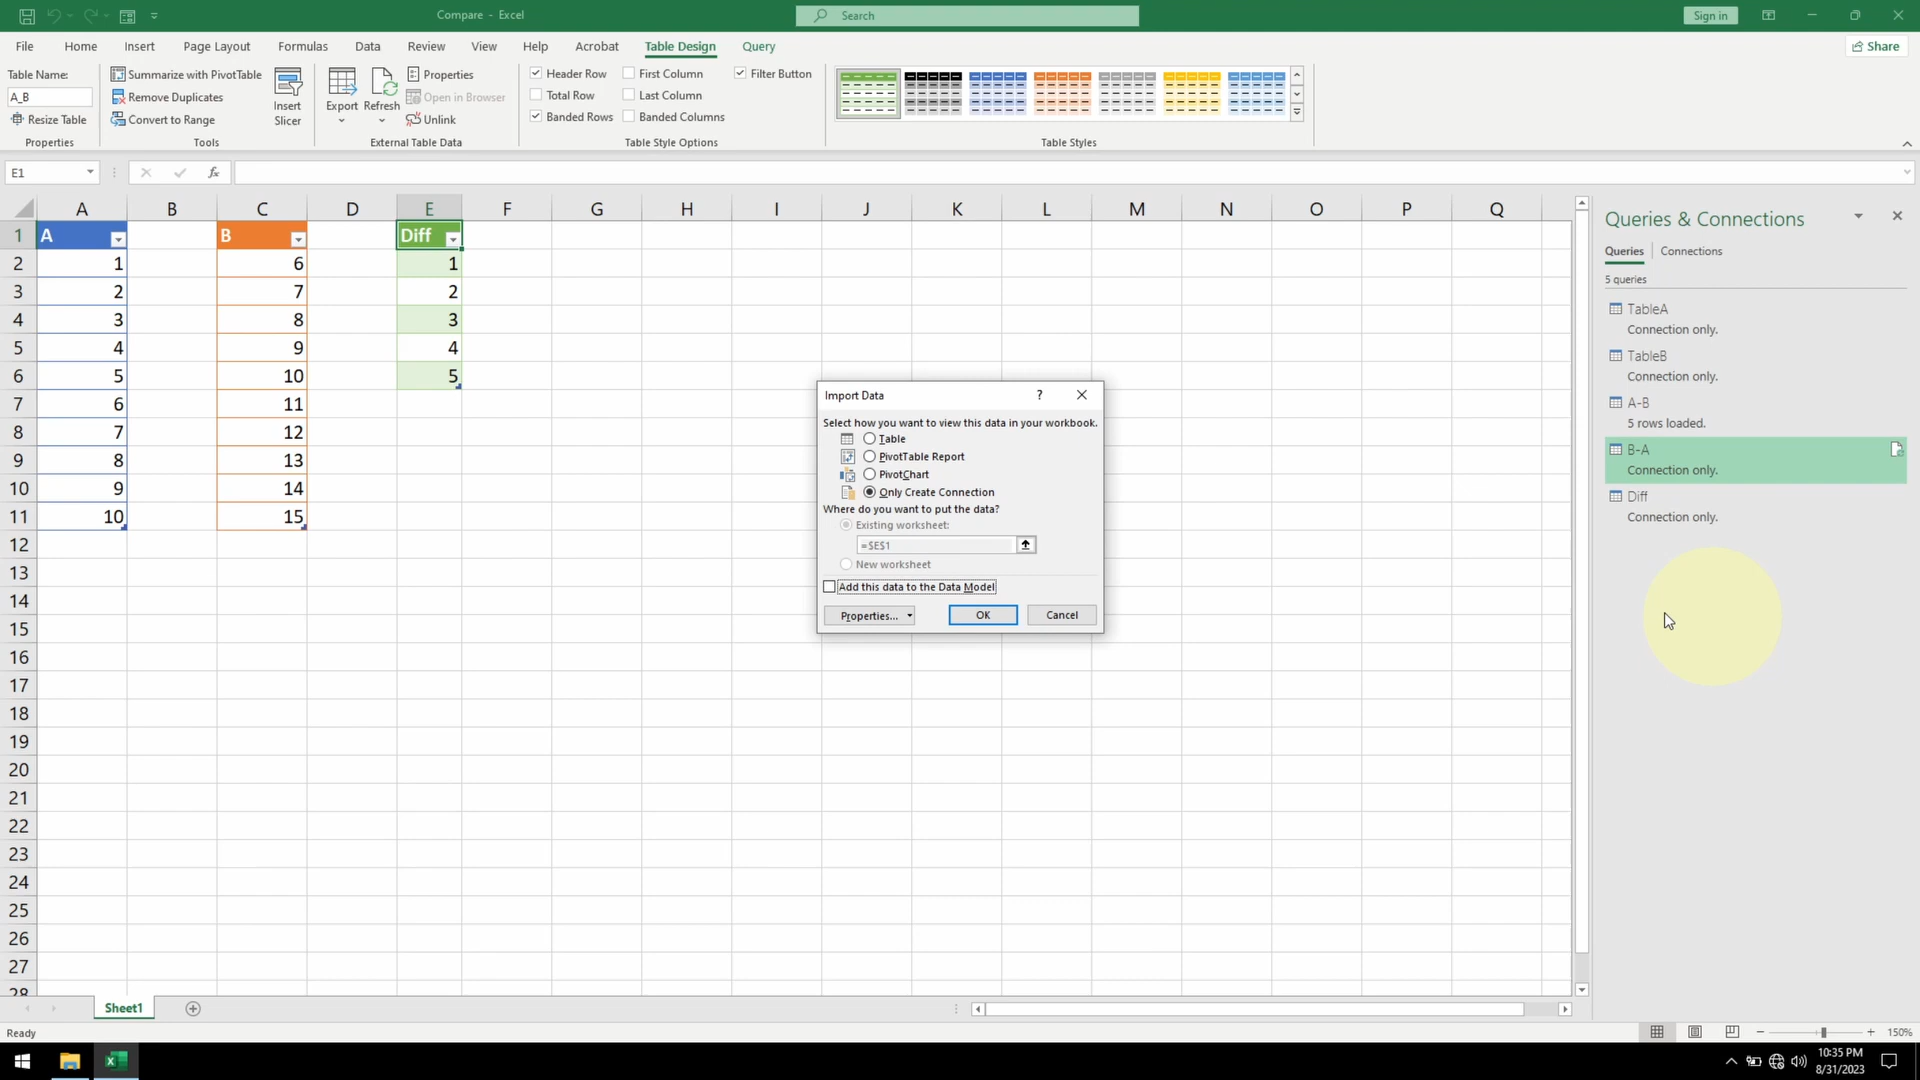 Compare - Excel
Search
Sign in
File Home Insert Page Layout Formulas Data Review View Help Acrobat Table Design Query
Share
Table Name:
A_B
Resize Table
Properties
Summarize with PivotTable
Remove Duplicates
Convert to Range
Insert
Slicer
Tools
Export
Refresh
Properties
Open in Browser
Unlink
External Table Data
Header Row First Column Filter Button
Total Row Last Column
Banded Rows Banded Columns
Table Style Options
Table Styles
E1
fx
A B C D E F G H I J K L M N O P Q
1 A B Diff
2 1 6 1
3 2 7 2
4 3 8 3
5 4 9 4
6 5 10 5
7 6 11
8 7 12
9 8 13
10 9 14
11 10 15
12
13
14
15
16
17
18
19
20
21
22
23
24
25
26
27
28
Import Data
?
Select how you want to view this data in your workbook.
Table
PivotTable Report
PivotChart
Only Create Connection
Where do you want to put the data?
Existing worksheet:
=$E$1
New worksheet
Add this data to the Data Model
Properties...
OK
Cancel
Queries & Connections
Queries Connections
5 queries
TableA
Connection only.
TableB
Connection only.
A-B
5 rows loaded.
B-A
Connection only.
Diff
Connection only.
Sheet1
Ready
150%
10:35 PM
8/31/2023